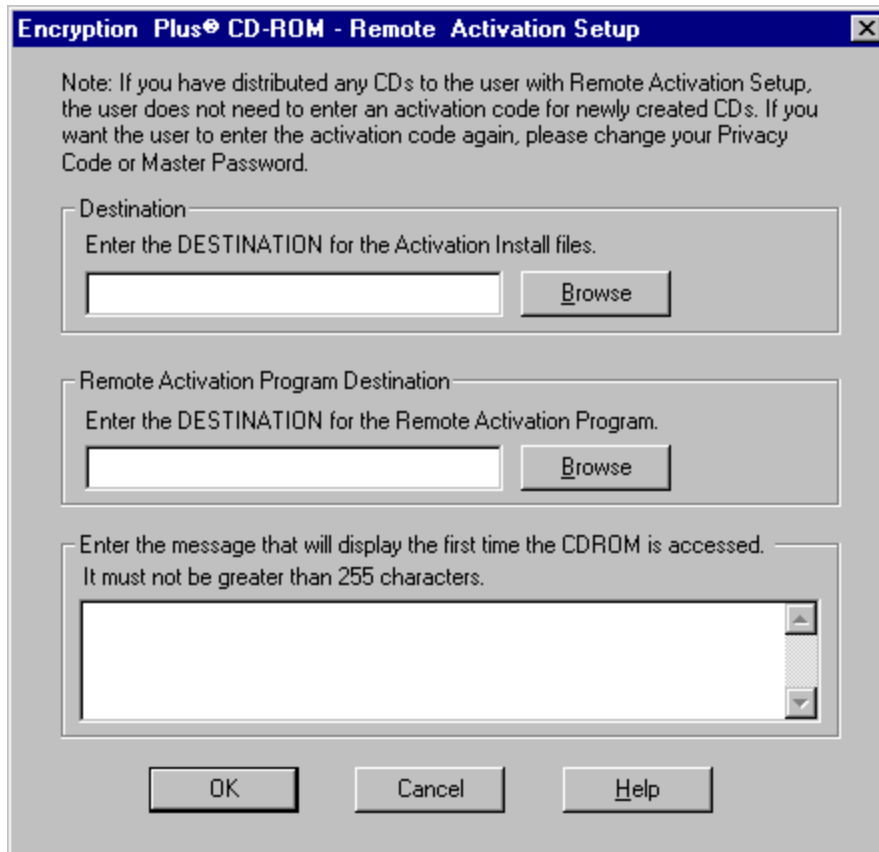 Encryption Plus® CD-ROM - Remote Activation Setup
Note: If you have distributed any CDs to the user with Remote Activation Setup,
the user does not need to enter an activation code for newly created CDs. If you
want the user to enter the activation code again, please change your Privacy
Code or Master Password.
Destination
Enter the DESTINATION for the Activation Install files.
Browse
Remote Activation Program Destination
Enter the DESTINATION for the Remote Activation Program.
Browse
Enter the message that will display the first time the CDROM is accessed.
It must not be greater than 255 characters.
OK Cancel Help